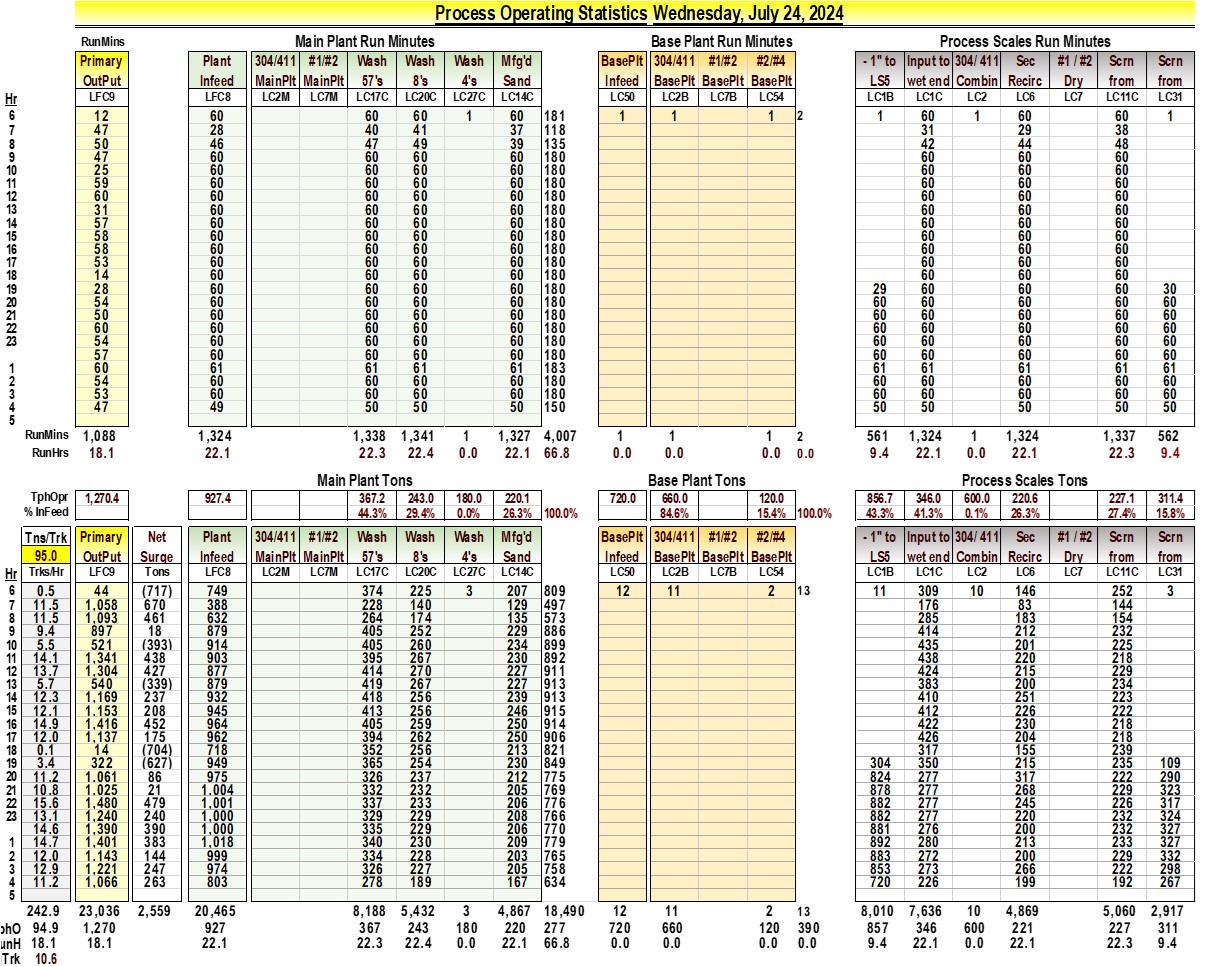 Process Operating Statistics Wednesday, July 24, 2024
RunMins Main Plant Run Minutes Base Plant Run Minutes Process Scales Run Minutes
Primary Plant 304/411 #1/#2 Wash Wash Wash Mfg'd BasePlt 304/411 #1/#2 #2/#4 - 1" to Input to 304/ 411 Sec #1 / #2 Scrn Scrn
OutPut Infeed MainPlt MainPlt 57's 8's 4's Sand Infeed BasePlt BasePlt BasePlt LS5 wet end Combin Recirc Dry from from
Hr LFC9 LFC8 LC2M LC7M LC17C LC20C LC27C LC14C LC50 LC2B LC7B LC54 LC1B LC1C LC2 LC6 LC7 LC11C LC31
6 12 60 60 60 1 60 181 1 1 1 2 1 60 1 60 60 1
7 47 28 40 41 37 118 31 29 38
8 50 46 47 49 39 135 42 44 48
9 47 60 60 60 60 180 60 60 60
10 25 60 60 60 60 180 60 60 60
11 59 60 60 60 60 180 60 60 60
12 60 60 60 60 60 180 60 60 60
13 31 60 60 60 60 180 60 60 60
14 57 60 60 60 60 180 60 60 60
15 58 60 60 60 60 180 60 60 60
16 58 60 60 60 60 180 60 60 60
17 53 60 60 60 60 180 60 60 60
18 14 60 60 60 60 180 60 60 60
19 28 60 60 60 60 180 29 60 60 60 30
20 54 60 60 60 60 180 60 60 60 60 60
21 50 60 60 60 60 180 60 60 60 60 60
22 60 60 60 60 60 180 60 60 60 60 60
23 54 60 60 60 60 180 60 60 60 60 60
57 60 60 60 60 180 60 60 60 60 60
1 60 61 61 61 61 183 61 61 61 61 61
2 54 60 60 60 60 180 60 60 60 60 60
3 53 60 60 60 60 180 60 60 60 60 60
4 47 49 50 50 50 150 50 50 50 50 50
5
RunMins 1,088 1,324 1,338 1,341 1 1,327 4,007 1 1 1 2 561 1,324 1 1,324 1,337 562
RunHrs 18.1 22.1 22.3 22.4 0.0 22.1 66.8 0.0 0.0 0.0 0.0 9.4 22.1 0.0 22.1 22.3 9.4
Main Plant Tons Base Plant Tons Process Scales Tons
TphOpr 1,270.4 927.4 367.2 243.0 180.0 220.1 720.0 660.0 120.0 856.7 346.0 600.0 220.6 227.1 311.4
% InFeed 44.3% 29.4% 0.0% 26.3% 100.0% 84.6% 15.4% 100.0% 43.3% 41.3% 0.1% 26.3% 27.4% 15.8%
Tns/Trk Primary Net Plant 304/411 #1/#2 Wash Wash Wash Mfg'd BasePlt 304/411 #1/#2 #2/#4 - 1" to Input to 304/ 411 Sec #1 / #2 Scrn Scrn
95.0 OutPut Surge Infeed MainPlt MainPlt 57's 8's 4's Sand Infeed BasePlt BasePlt BasePlt LS5 wet end Combin Recirc Dry from from
Hr Trks/Hr LFC9 Tons LFC8 LC2M LC7M LC17C LC20C LC27C LC14C LC50 LC2B LC7B LC54 LC1B LC1C LC2 LC6 LC7 LC11C LC31
6 0.5 44 (717) 749 374 225 3 207 809 12 11 2 13 11 309 10 146 252 3
7 11.5 1,058 670 388 228 140 129 497 176 83 144
8 11.5 1,093 461 632 264 174 135 573 285 183 154
9 9.4 897 18 879 405 252 229 886 414 212 232
10 5.5 521 (393) 914 405 260 234 899 435 201 225
11 14.1 1,341 438 903 395 267 230 892 438 220 218
12 13.7 1,304 427 877 414 270 227 911 424 215 229
13 5.7 540 (339) 879 419 267 227 913 383 200 234
14 12.3 1,169 237 932 418 256 239 913 410 251 223
15 12.1 1,153 208 945 413 256 246 915 412 226 222
16 14.9 1,416 452 964 405 259 250 914 422 230 218
17 12.0 1,137 175 962 394 262 250 906 426 204 218
18 0.1 14 (704) 718 352 256 213 821 317 155 239
19 3.4 322 (627) 949 365 254 230 849 304 350 215 235 109
20 11.2 1,061 86 975 326 237 212 775 824 277 317 222 290
21 10.8 1,025 21 1,004 332 232 205 769 878 277 268 229 323
22 15.6 1,480 479 1,001 337 233 206 776 882 277 245 226 317
23 13.1 1,240 240 1,000 329 229 208 766 882 277 220 232 324
14.6 1,390 390 1,000 335 229 206 770 881 276 200 232 327
1 14.7 1,401 383 1,018 340 230 209 779 892 280 213 233 327
2 12.0 1,143 144 999 334 228 203 765 883 272 200 229 332
3 12.9 1,221 247 974 326 227 205 758 853 273 266 222 298
4 11.2 1,066 263 803 278 189 167 634 720 226 199 192 267
5
242.9 23,036 2,559 20,465 8,188 5,432 3 4,867 18,490 12 11 2 13 8,010 7,636 10 4,869 5,060 2,917
phO 94.9 1,270 927 367 243 180 220 277 720 660 120 390 857 346 600 221 227 311
unH 18.1 18.1 22.1 22.3 22.4 0.0 22.1 66.8 0.0 0.0 0.0 0.0 9.4 22.1 0.0 22.1 22.3 9.4
Trk 10.6